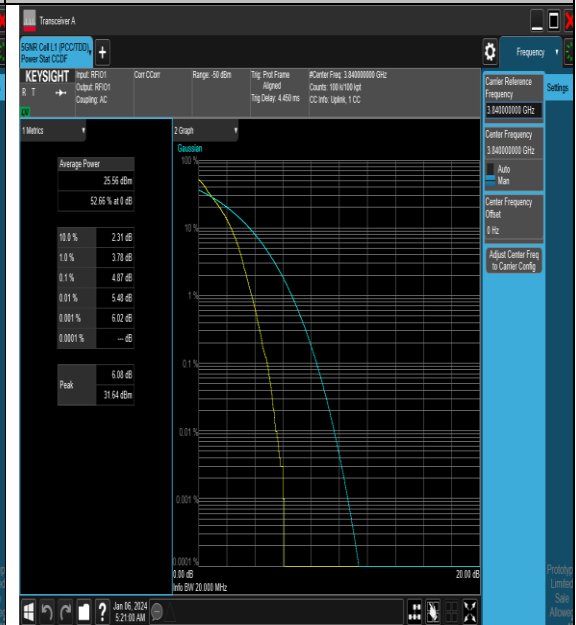 Transceiver A
5GNR Cell L1 (PCC/TDD),
Power Stat CCDF
Frequency
KEYSIGHT
R T
LW
Input: RFIO1
Output: RFIO1
Coupling: AC
Corr CCorr
Range: -50 dBm
Trig: Prot Frame
Aligned
Trig Delay: 4.450 ms
#Center Freq: 3.840000000 GHz
Counts: 100 k/100 kpt
CC Info: Uplink, 1 CC
Carrier Reference
Frequency
3.840000000 GHz
Settings
Center Frequency
3.840000000 GHz
Auto
Man
Center Frequency
Offset
0 Hz
Adjust Center Freq
to Carrier Config
1 Metrics
Average Power
25.56 dBm
52.66 % at 0 dB
10.0 % 2.31 dB
1.0 % 3.78 dB
0.1 % 4.87 dB
0.01 % 5.48 dB
0.001 % 6.02 dB
0.0001 % --- dB
Peak
6.08 dB
31.64 dBm
2 Graph
Gaussian
100 %
10 %
1 %
0.1 %
0.01 %
0.001 %
0.0001 %
0.00 dB
20.00 dB
Info BW 20.000 MHz
Jan 06, 2024
5:21:00 AM
?
Prototyp
Limited
Sale
Allowed